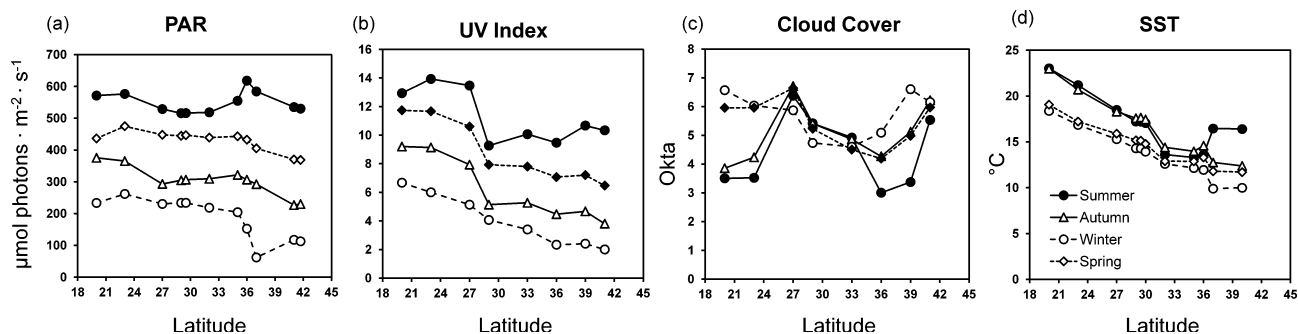 (a) PAR
μmol photons · m⁻² · s⁻¹
700
600
500
400
300
200
100
0
18 21 24 27 30 33 36 39 42 45
Latitude
(b) UV Index
16
14
12
10
8
6
4
2
0
18 21 24 27 30 33 36 39 42 45
Latitude
(c) Cloud Cover
Okta
8
7
6
5
4
3
2
1
0
18 21 24 27 30 33 36 39 42 45
Latitude
(d) SST
°C
25
20
15
10
5
0
Summer
Autumn
Winter
Spring
18 21 24 27 30 33 36 39 42 45
Latitude